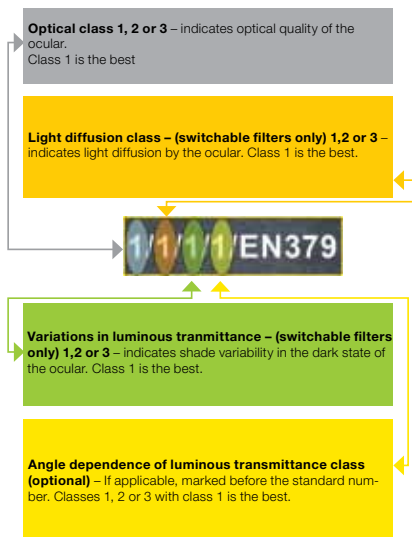 Optical class 1, 2 or 3 – indicates optical quality of the
ocular.
Class 1 is the best
Light diffusion class – (switchable filters only) 1,2 or 3 –
indicates light diffusion by the ocular. Class 1 is the best.
1/1/1/1/EN379
Variations in luminous tranmittance – (switchable filters
only) 1,2 or 3 – indicates shade variability in the dark state
of the ocular. Class 1 is the best.
Angle dependence of luminous transmittance class
(optional) – If applicable, marked before the standard num-
ber. Classes 1, 2 or 3 with class 1 is the best.